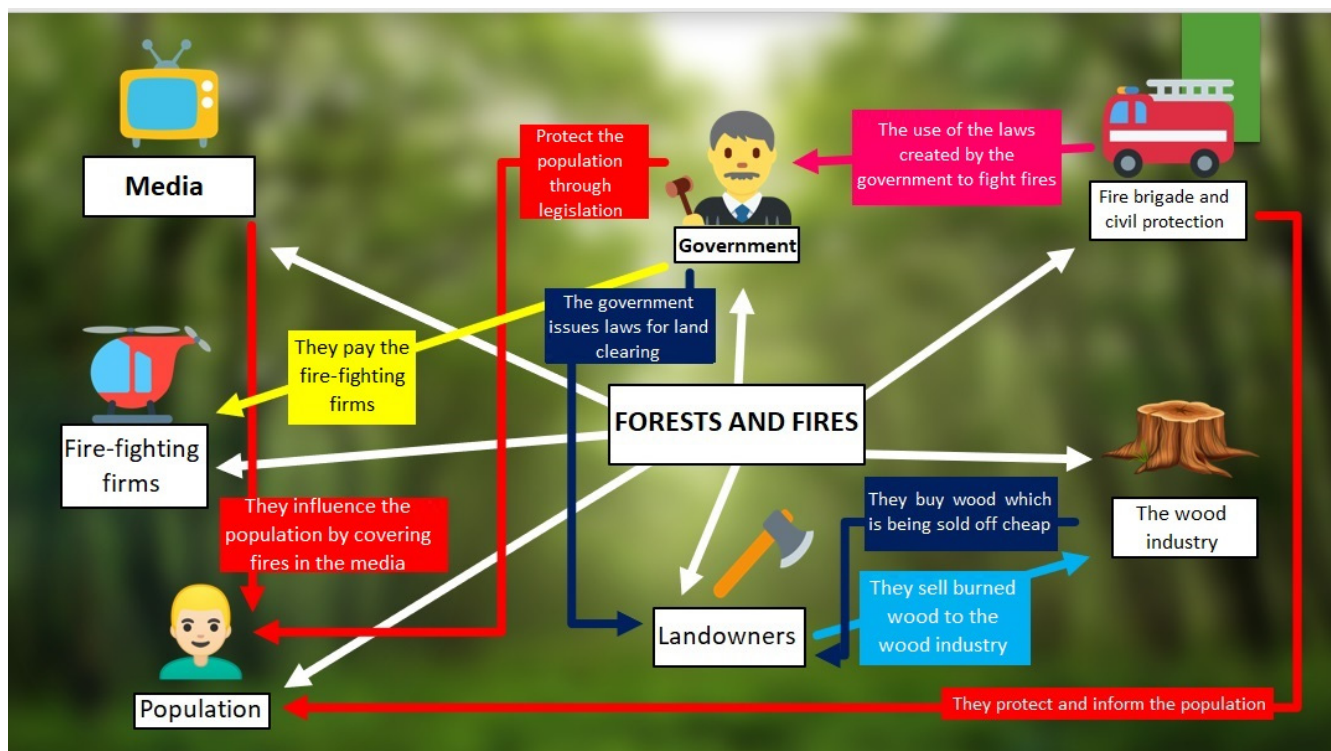 Media
Protect the
population
through
legislation
Government
The use of the laws
created by the
government to fight fires
Fire brigade and
civil protection
The government
issues laws for land
clearing
They pay the
fire-fighting
firms
Fire-fighting
firms
FORESTS AND FIRES
They influence the
population by covering
fires in the media
They buy wood which
is being sold off cheap
The wood
industry
They sell burned
wood to the
wood industry
Landowners
Population
They protect and inform the population